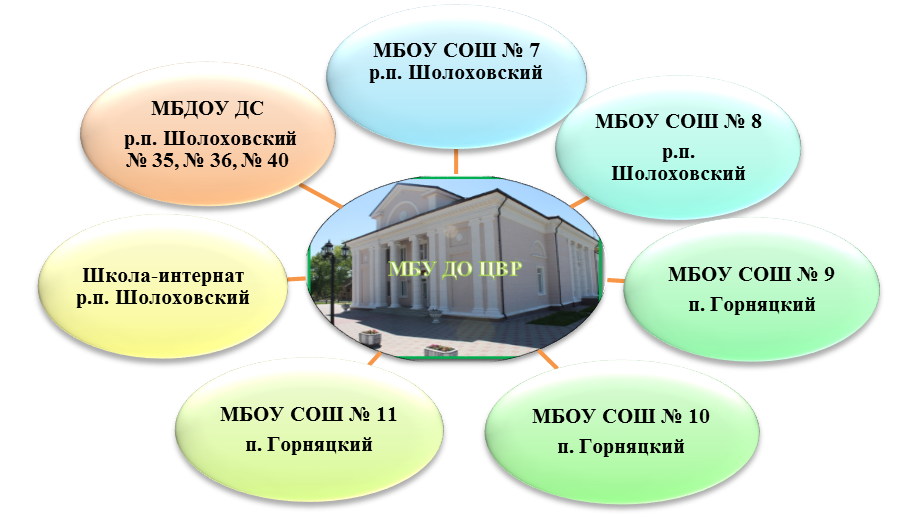 МБОУ СОШ № 7
р.п. Шолоховский
МБОУ СОШ № 8
р.п.
Шолоховский
МБОУ СОШ № 9
п. Горняцкий
МБОУ СОШ № 10
п. Горняцкий
МБОУ СОШ № 11
п. Горняцкий
Школа-интернат
р.п. Шолоховский
МБДОУ ДС
р.п. Шолоховский
№ 35, № 36, № 40
МБУ ДО ЦВР